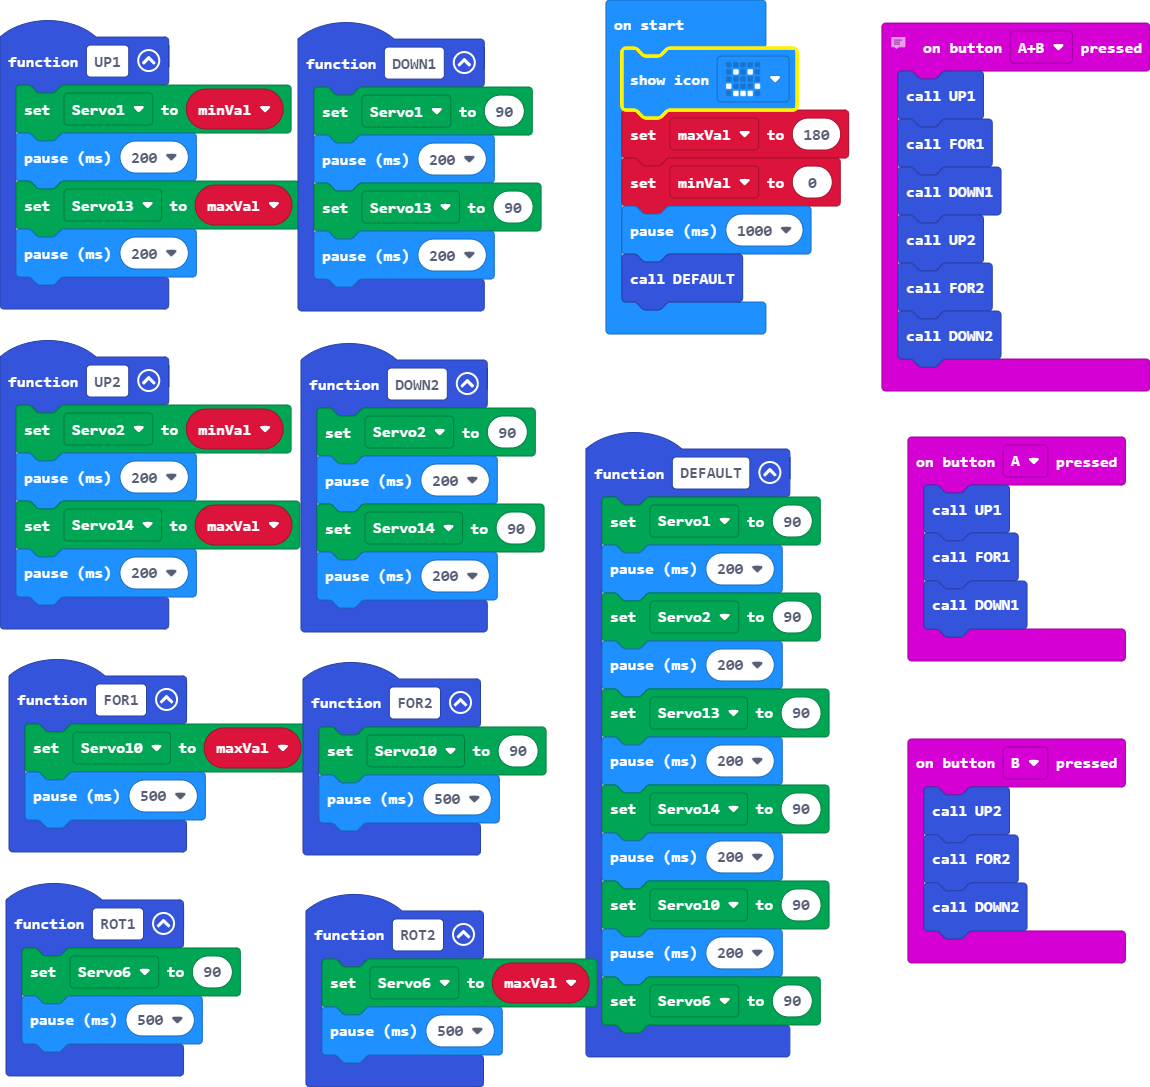 function UP1
set Servo1 to minVal
pause (ms) 200
set Servo13 to maxVal
pause (ms) 200
function DOWN1
set Servo1 to 90
pause (ms) 200
set Servo13 to 90
pause (ms) 200
on start
show icon
set maxVal to 180
set minVal to 0
pause (ms) 1000
call DEFAULT
on button A+B pressed
call UP1
call FOR1
call DOWN1
call UP2
call FOR2
call DOWN2
function UP2
set Servo2 to minVal
pause (ms) 200
set Servo14 to maxVal
pause (ms) 200
function DOWN2
set Servo2 to 90
pause (ms) 200
set Servo14 to 90
pause (ms) 200
function DEFAULT
set Servo1 to 90
pause (ms) 200
set Servo2 to 90
pause (ms) 200
set Servo13 to 90
pause (ms) 200
set Servo14 to 90
pause (ms) 200
set Servo10 to 90
pause (ms) 200
set Servo6 to 90
on button A pressed
call UP1
call FOR1
call DOWN1
function FOR1
set Servo10 to maxVal
pause (ms) 500
function FOR2
set Servo10 to 90
pause (ms) 500
on button B pressed
call UP2
call FOR2
call DOWN2
function ROT1
set Servo6 to 90
pause (ms) 500
function ROT2
set Servo6 to maxVal
pause (ms) 500